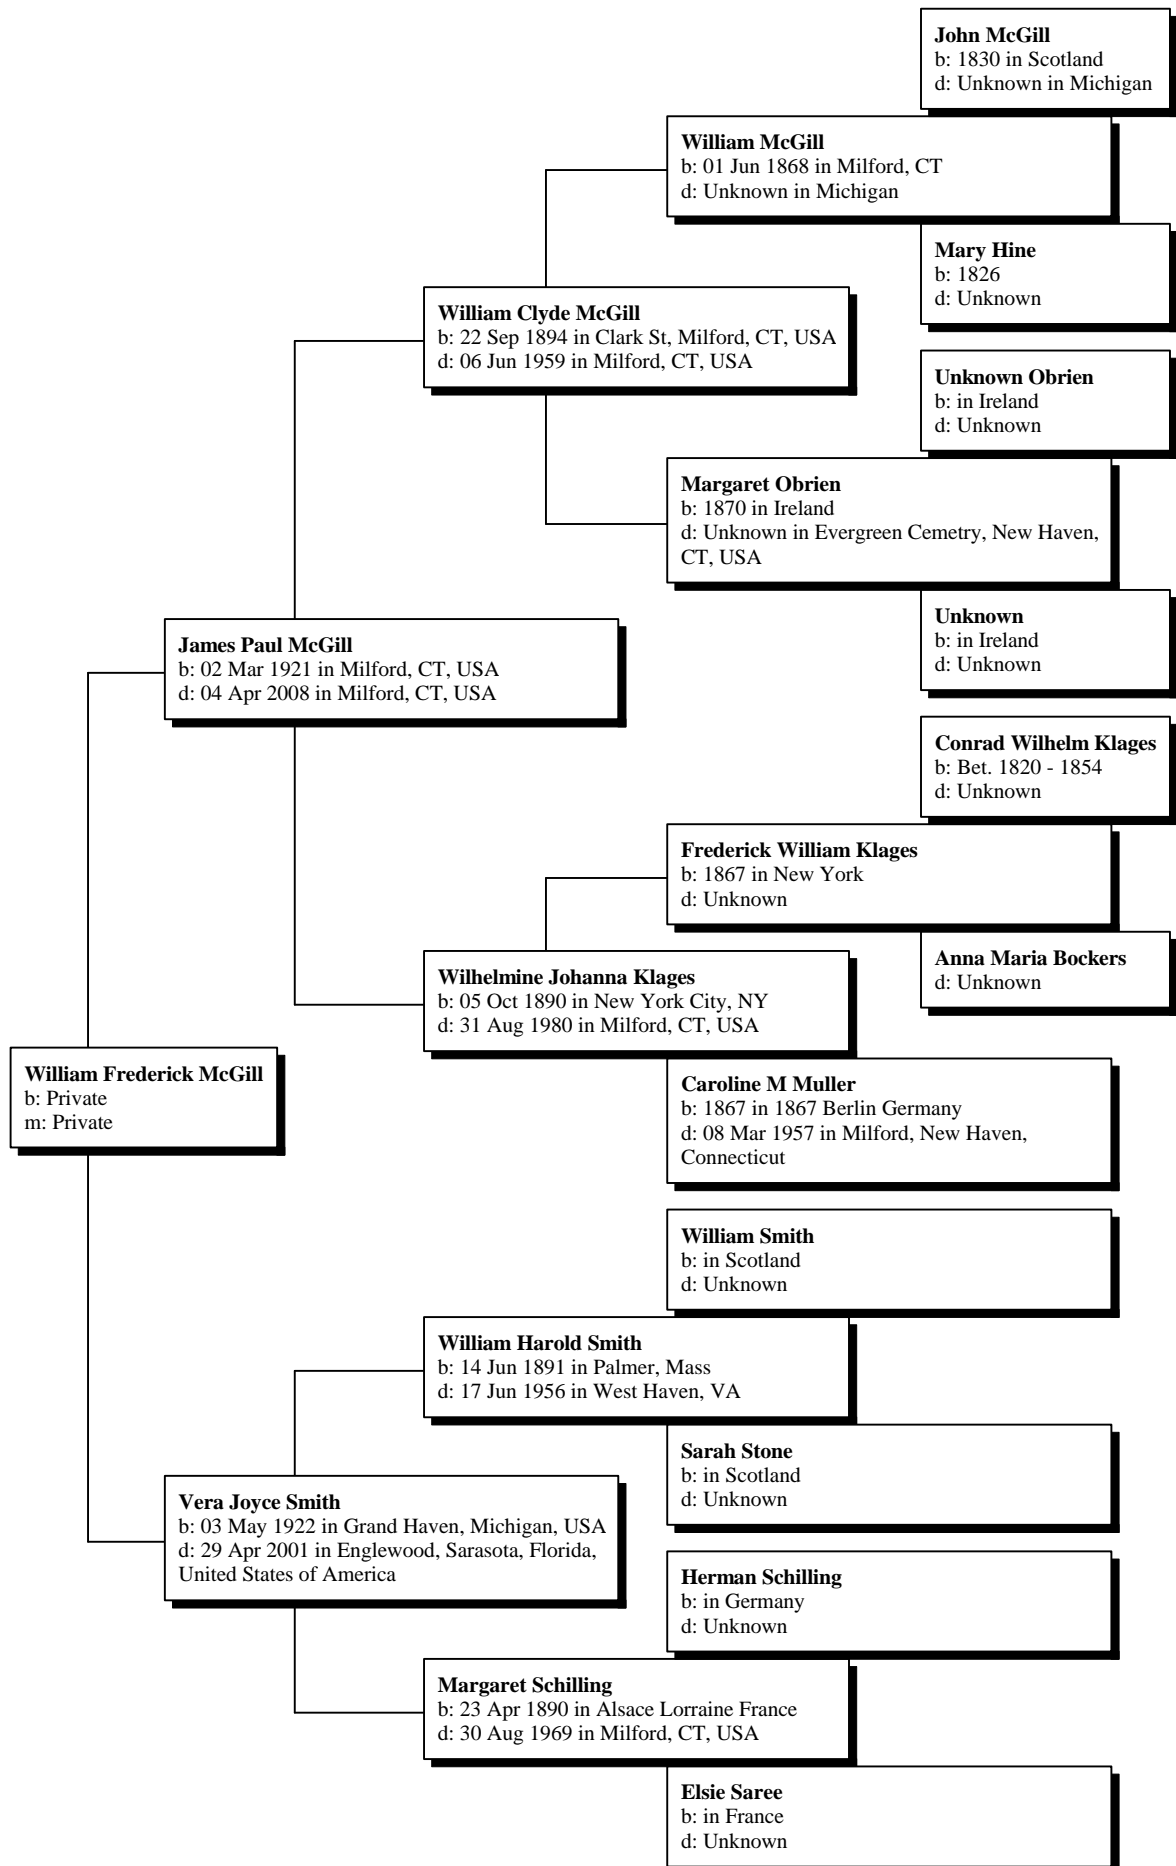 John McGill
b: 1830 in Scotland
d: Unknown in Michigan
William McGill
b: 01 Jun 1868 in Milford, CT
d: Unknown in Michigan
Mary Hine
b: 1826
d: Unknown
William Clyde McGill
b: 22 Sep 1894 in Clark St, Milford, CT, USA
d: 06 Jun 1959 in Milford, CT, USA
Unknown Obrien
b: in Ireland
d: Unknown
Margaret Obrien
b: 1870 in Ireland
d: Unknown in Evergreen Cemetry, New Haven,
CT, USA
Unknown
b: in Ireland
d: Unknown
James Paul McGill
b: 02 Mar 1921 in Milford, CT, USA
d: 04 Apr 2008 in Milford, CT, USA
Conrad Wilhelm Klages
b: Bet. 1820 - 1854
d: Unknown
Frederick William Klages
b: 1867 in New York
d: Unknown
Anna Maria Bockers
d: Unknown
Wilhelmine Johanna Klages
b: 05 Oct 1890 in New York City, NY
d: 31 Aug 1980 in Milford, CT, USA
Caroline M Muller
b: 1867 in 1867 Berlin Germany
d: 08 Mar 1957 in Milford, New Haven,
Connecticut
William Frederick McGill
b: Private
m: Private
William Smith
b: in Scotland
d: Unknown
William Harold Smith
b: 14 Jun 1891 in Palmer, Mass
d: 17 Jun 1956 in West Haven, VA
Sarah Stone
b: in Scotland
d: Unknown
Vera Joyce Smith
b: 03 May 1922 in Grand Haven, Michigan, USA
d: 29 Apr 2001 in Englewood, Sarasota, Florida,
United States of America
Herman Schilling
b: in Germany
d: Unknown
Margaret Schilling
b: 23 Apr 1890 in Alsace Lorraine France
d: 30 Aug 1969 in Milford, CT, USA
Elsie Saree
b: in France
d: Unknown